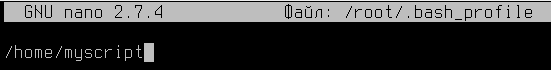 GNU nano 2.7.4 Файл: /root/.bash_profile
/home/myscript